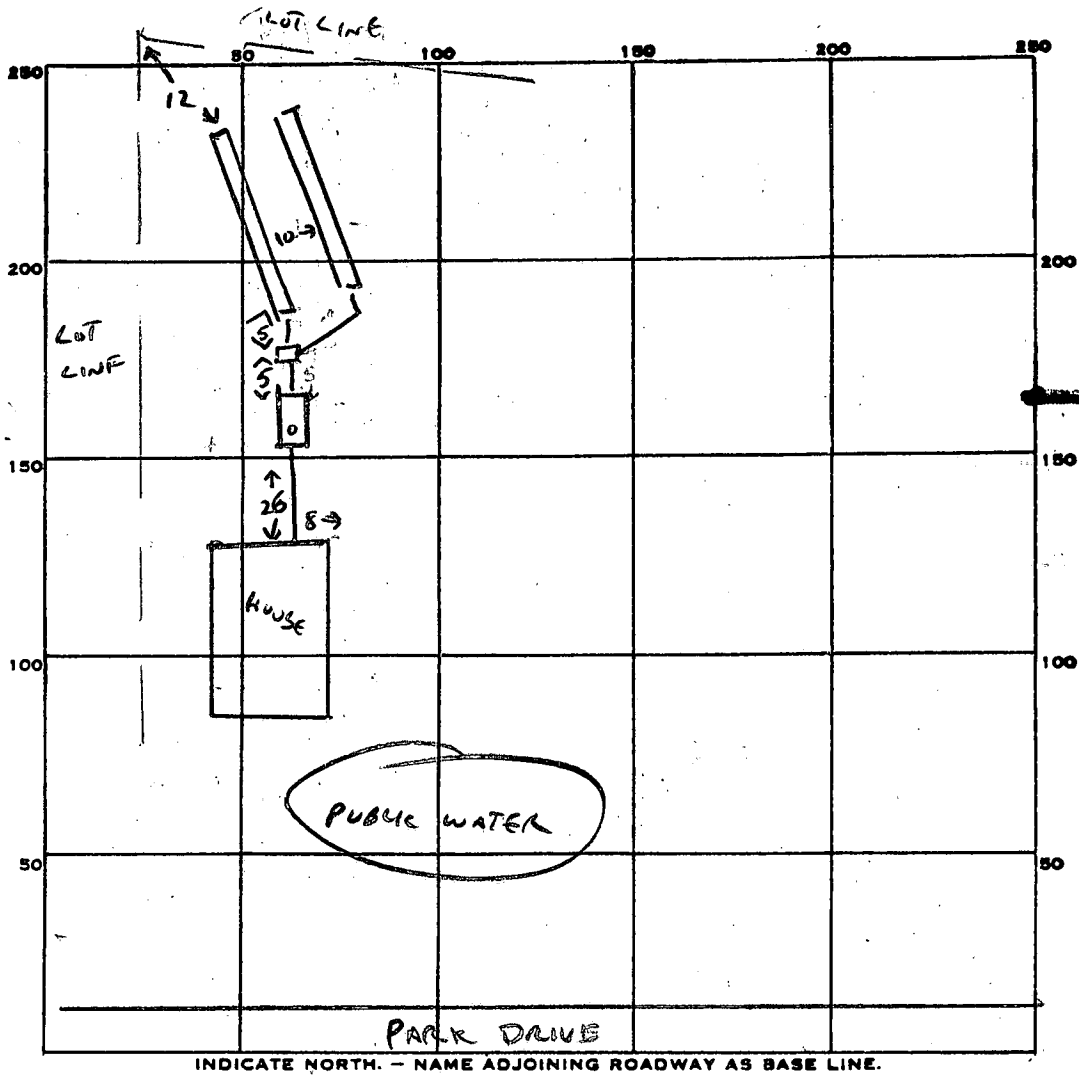 LOT LINE
50 100 150 200 250
250
12
10
200 200
LOT
LINE
5
5 5
150 150
26
8
HOUSE
100 100
PUBLIC WATER
50 50
PARK DRIVE
INDICATE NORTH. — NAME ADJOINING ROADWAY AS BASE LINE.